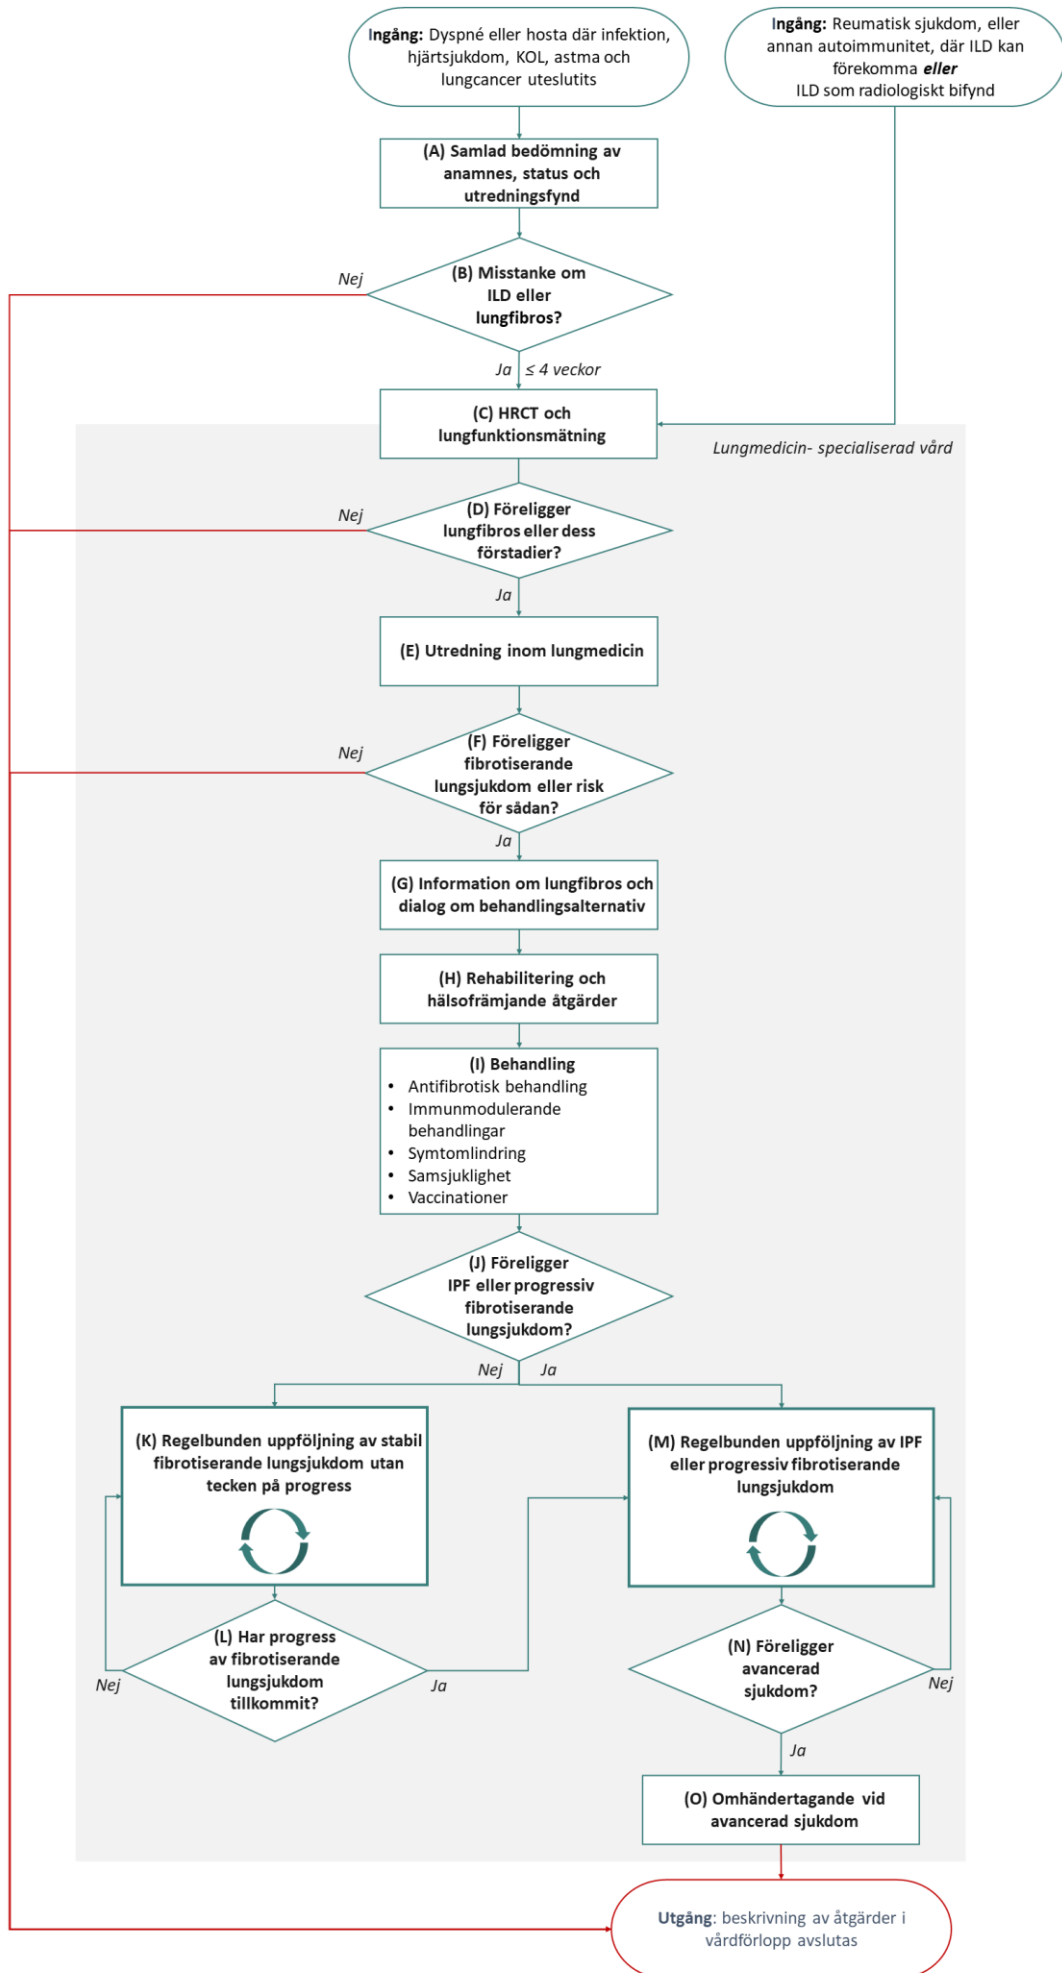 Ingång: Dyspné eller hosta där infektion,
hjärtsjukdom, KOL, astma och
lungcancer uteslutits
Ingång: Reumatisk sjukdom, eller
annan autoimmunitet, där ILD kan
förekomma eller
ILD som radiologiskt bifynd
(A) Samlad bedömning av
anamnes, status och
utredningsfynd
Nej
(B) Misstanke om
ILD eller
lungfibros?
Ja
≤ 4 veckor
(C) HRCT och
lungfunktionsmätning
Lungmedicin- specialiserad vård
Nej
(D) Föreligger
lungfibros eller dess
förstadier?
Ja
(E) Utredning inom lungmedicin
Nej
(F) Föreligger
fibrotiserande
lungsjukdom eller risk
för sådan?
Ja
(G) Information om lungfibros och
dialog om behandlingsalternativ
(H) Rehabilitering och
hälsofrämjande åtgärder
(I) Behandling
• Antifibrotisk behandling
• Immunmodulerande
behandlingar
• Symtomlindring
• Samsjuklighet
• Vaccinationer
(J) Föreligger
IPF eller progressiv
fibrotiserande
lungsjukdom?
Nej
Ja
(K) Regelbunden uppföljning av stabil
fibrotiserande lungsjukdom utan
tecken på progress
(M) Regelbunden uppföljning av IPF
eller progressiv fibrotiserande
lungsjukdom
(L) Har progress
av fibrotiserande
lungsjukdom
tillkommit?
Nej
Ja
(N) Föreligger
avancerad
sjukdom?
Nej
Ja
(O) Omhändertagande vid
avancerad sjukdom
Utgång: beskrivning av åtgärder i
vårdförlopp avslutas